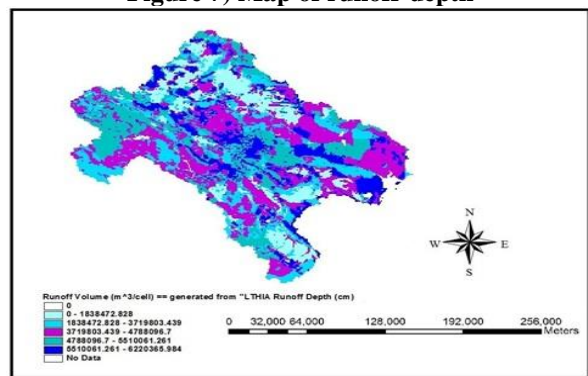 Figure 7) Map of runoff depth
N
W E
S
Runoff Volume (m^3/cell) == generated from "LTHIA Runoff Depth (cm)
0
0 - 1838472.828
1838472.828 - 3719803.439
3719803.439 - 4788096.7
4788096.7 - 5510061.261
5510061.261 - 6220365.984
No Data
0 32,000 64,000 128,000 192,000 256,000
Meters